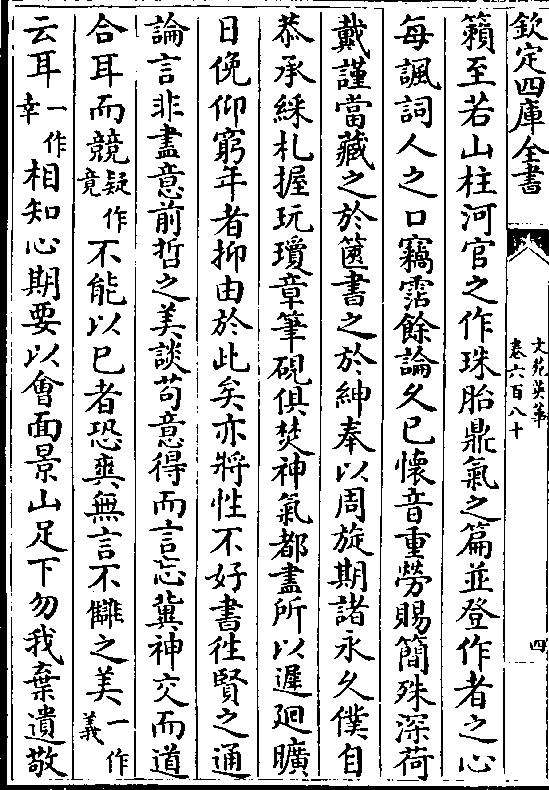 欽定四庫全書
文苑英華
卷六百八十
四
籟至若山柱河官之作珠胎鼎氣之篇並登作者之心
每諷詞人之口竊霑餘論久已懷音重勞賜簡殊深荷
戴謹當藏之於篋書之於紳奉以周旋期諸永久僕自
恭承綵札握玩瓊章筆硯俱焚神氣都盡所以遲迴曠
日俛仰窮年者抑由於此矣亦將性不好書徃賢之通
論言非盡意前哲之美談苟意得而言忘冀神交而道
合耳而競疑作竟不能以已者恐爽無言不讎之美一作義
云耳一作幸相知心期要以會面景山足下勿我棄遺敬